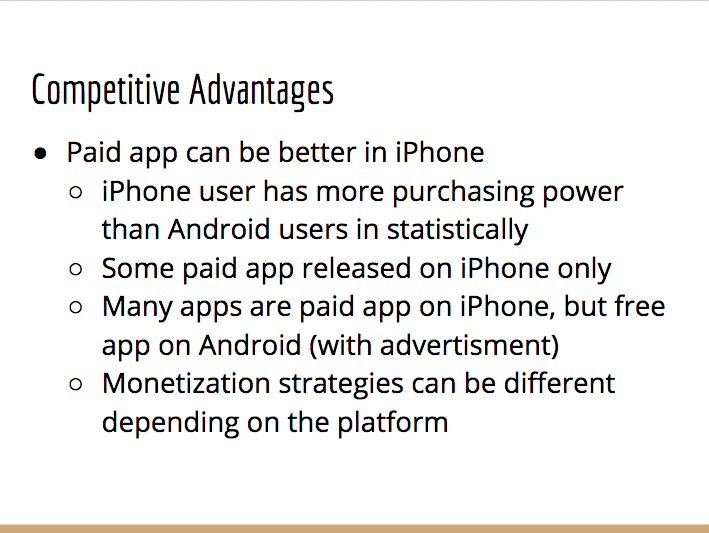 Competitive Advantages
● Paid app can be better in iPhone
○ iPhone user has more purchasing power
than Android users in statistically
○ Some paid app released on iPhone only
○ Many apps are paid app on iPhone, but free
app on Android (with advertisment)
○ Monetization strategies can be different
depending on the platform